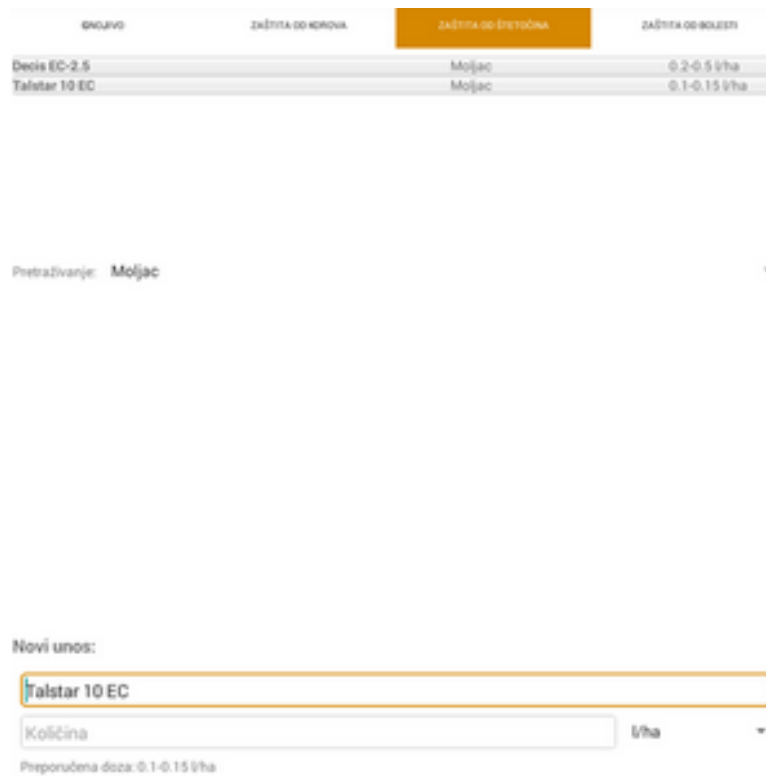 GNOJIVO ZAŠTITA OD KOROVA ZAŠTITA OD ŠTETOČINA ZAŠTITA OD BOLESTI
Decis EC-2.5 Moljac 0.2-0.5 l/ha
Talstar 10 EC Moljac 0.1-0.15 l/ha
Pretraživanje: Moljac
Novi unos:
Talstar 10 EC
Količina l/ha
Preporučena doza: 0.1-0.15 l/ha